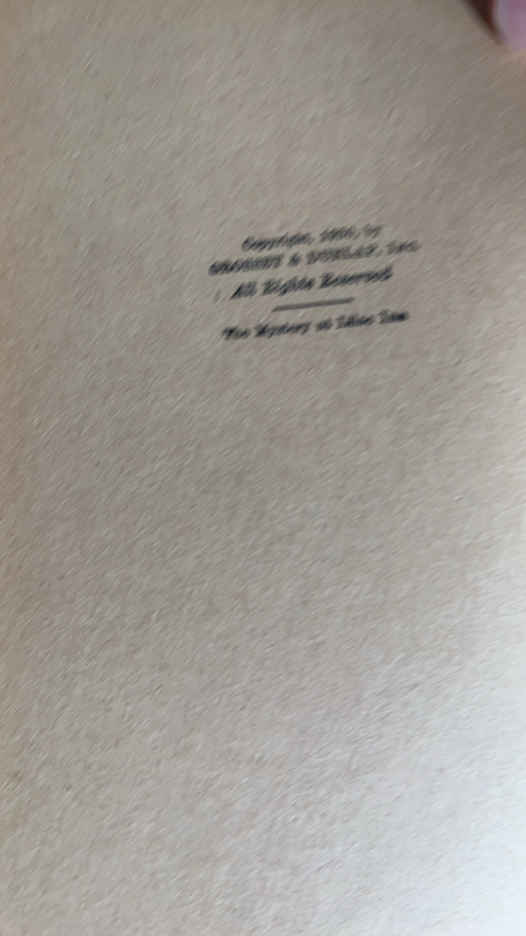 Copyright, by
GROSSET & DUNLAP, Inc.
All Rights Reserved
The Mystery at Lilac Inn